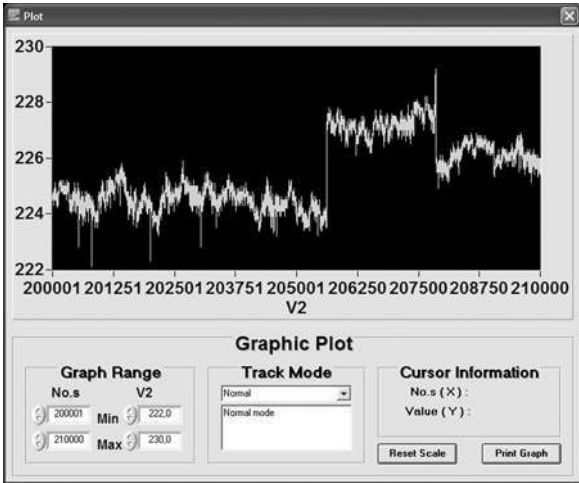 Plot
230
228
226
224
222
200001 201251 202501 203751 205001 206250 207500 208750 210000
V2
Graphic Plot
Graph Range
No.s V2
200001 Min 222,0
210000 Max 230,0
Track Mode
Normal
Normal mode
Cursor Information
No.s ( X ) :
Value ( Y ) :
Reset Scale Print Graph